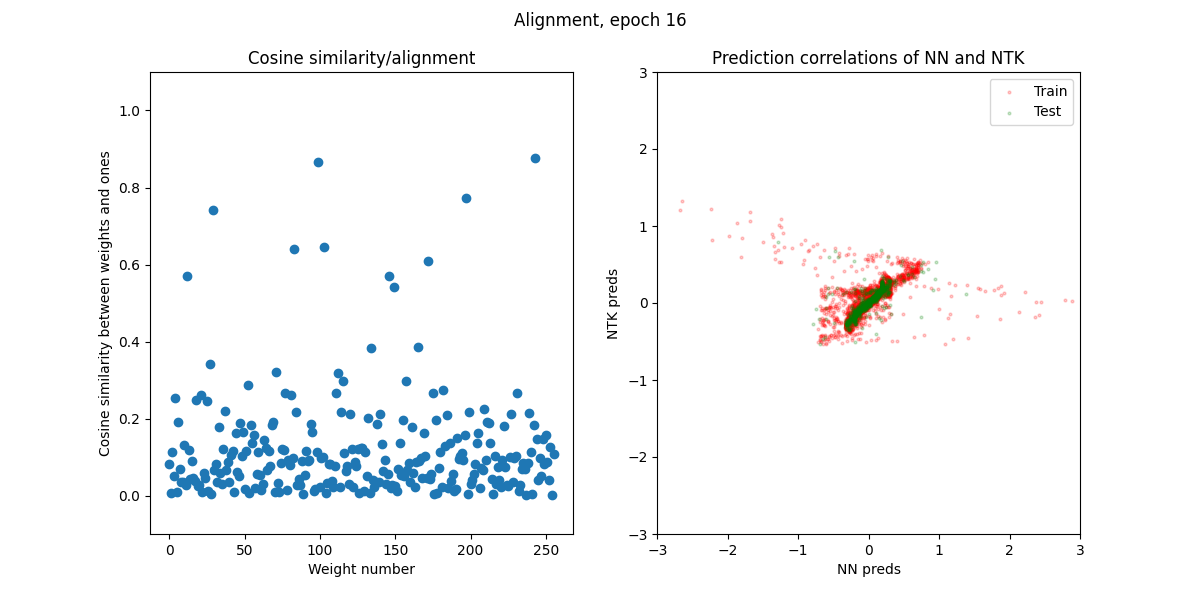 Alignment, epoch 16
Cosine similarity/alignment
Cosine similarity between weights and ones
1.0
0.8
0.6
0.4
0.2
0.0
0
50
100
150
200
250
Weight number
Prediction correlations of NN and NTK
NTK preds
3
2
1
0
−1
−2
−3
−3
−2
−1
0
1
2
3
NN preds
Train
Test